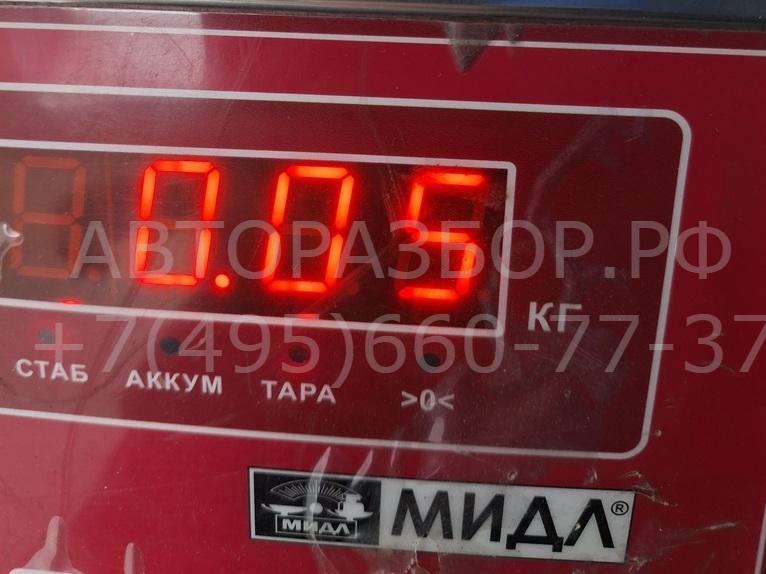 0.05
АВТОРАЗБОР.РФ
КГ
+7(495)660-77-37
СТАБ АККУМ ТАРА >0<
МИДЛ МИДЛ®